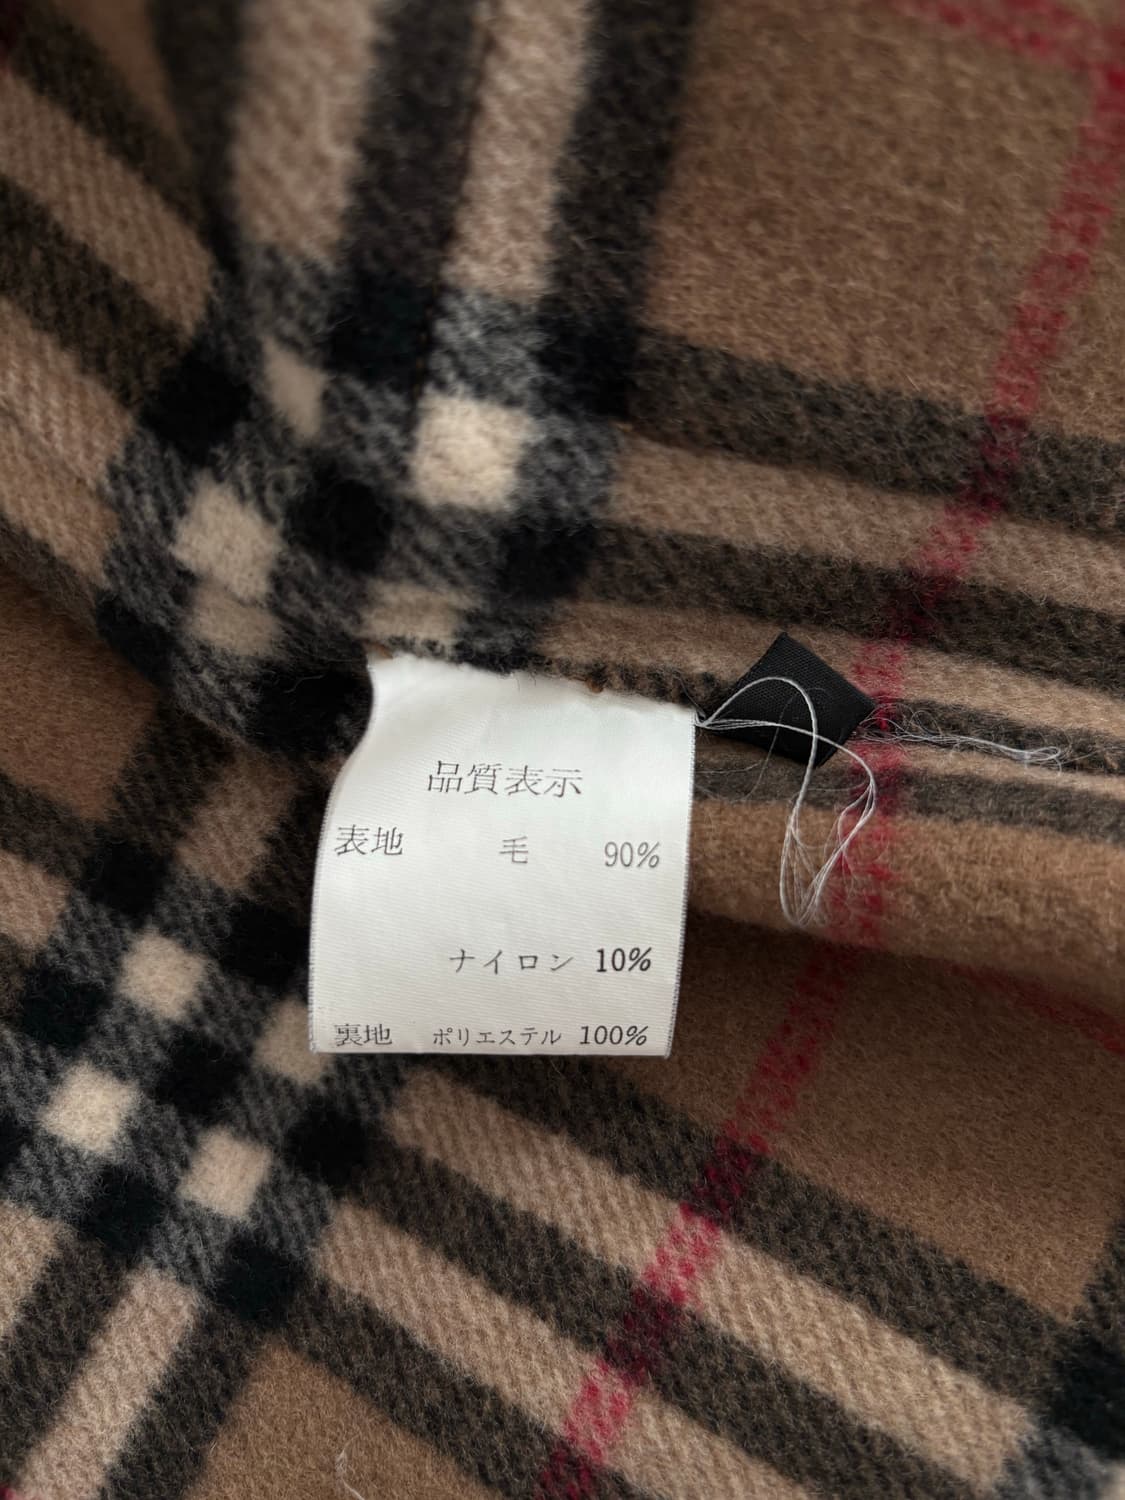 品質表示
表地 毛 90%
ナイロン 10%
裏地 ポリエステル 100%